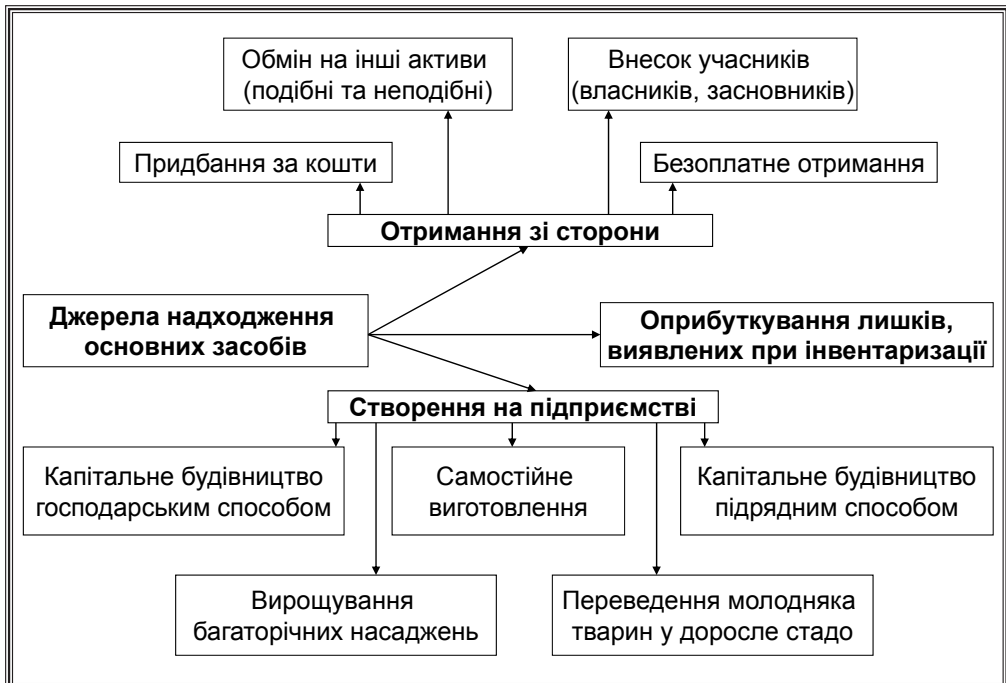 Обмін на інші активи
(подібні та неподібні)
Внесок учасників
(власників, засновників)
Придбання за кошти
Безоплатне отримання
Отримання зі сторони
Джерела надходження
основних засобів
Оприбуткування лишків,
виявлених при інвентаризації
Створення на підприємстві
Капітальне будівництво
господарським способом
Самостійне
виготовлення
Капітальне будівництво
підрядним способом
Вирощування
багаторічних насаджень
Переведення молодняка
тварин у доросле стадо